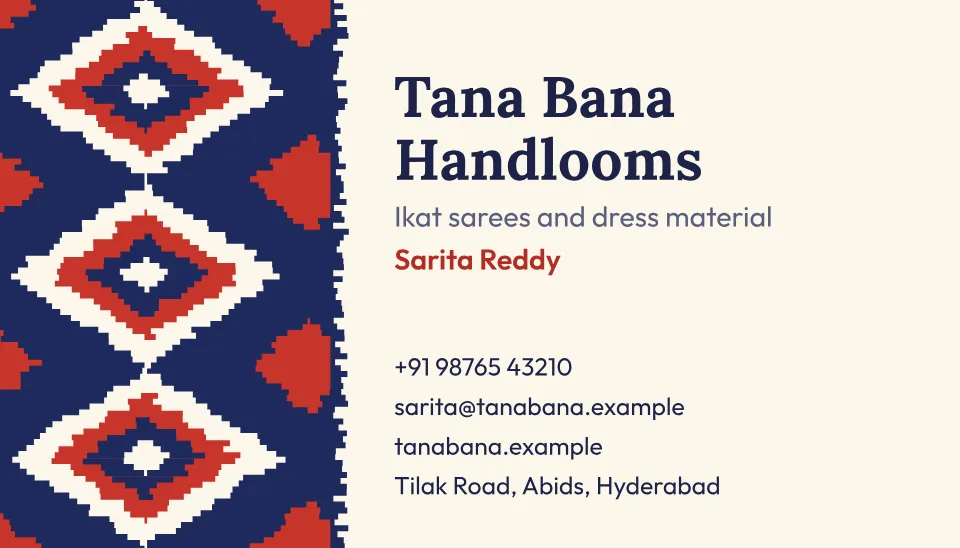 Tana Bana
Handlooms
Ikat sarees and dress material
Sarita Reddy
+91 98765 43210
sarita@tanabana.example
tanabana.example
Tilak Road, Abids, Hyderabad